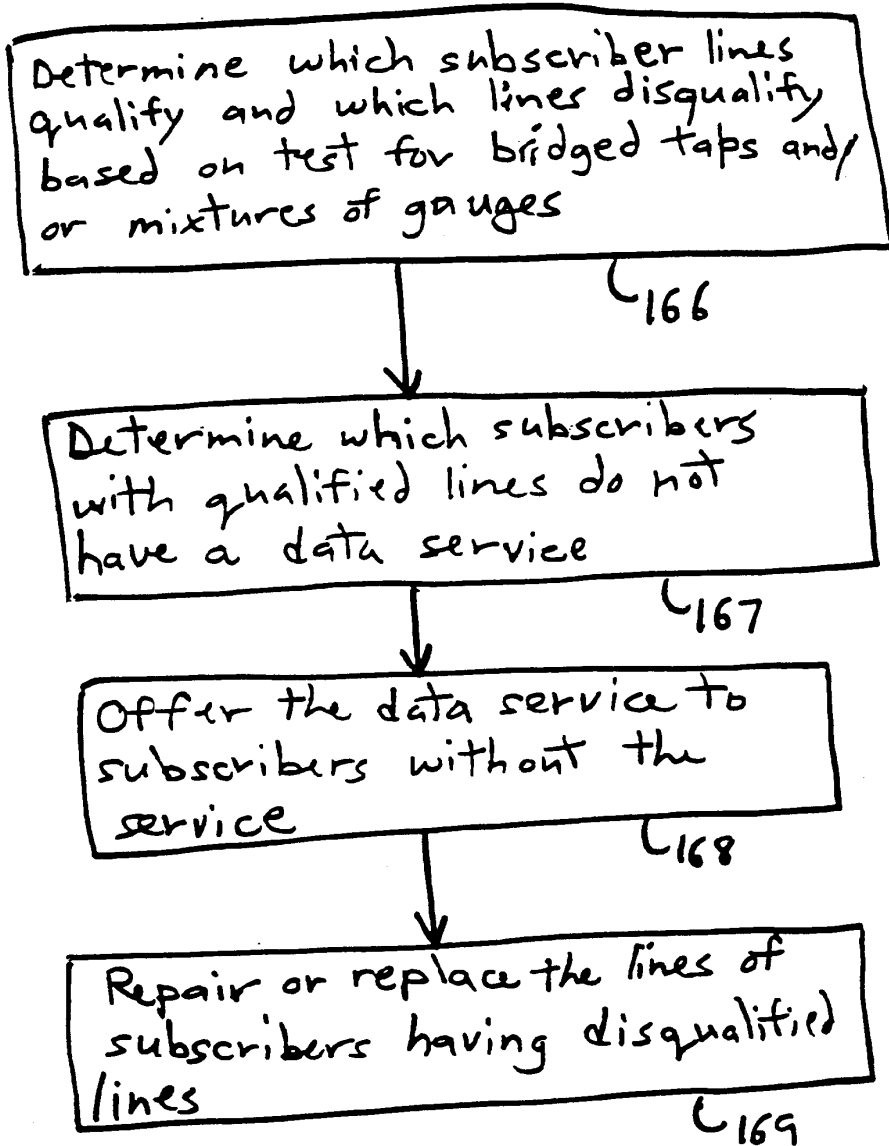 Determine which subscriber lines
qualify and which lines disqualify
based on test for bridged taps and/
or mixtures of gauges
166
Determine which subscribers
with qualified lines do not
have a data service
167
Offer the data service to
subscribers without the
service
168
Repair or replace the lines of
subscribers having disqualified
lines
169